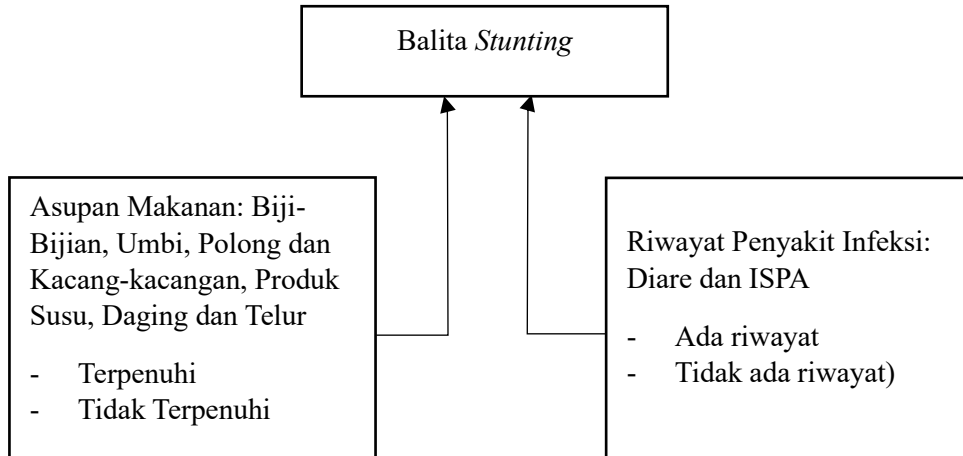 Balita Stunting
Asupan Makanan: Biji-
Bijian, Umbi, Polong dan
Kacang-kacangan, Produk
Susu, Daging dan Telur
- Terpenuhi
- Tidak Terpenuhi
Riwayat Penyakit Infeksi:
Diare dan ISPA
- Ada riwayat
- Tidak ada riwayat)